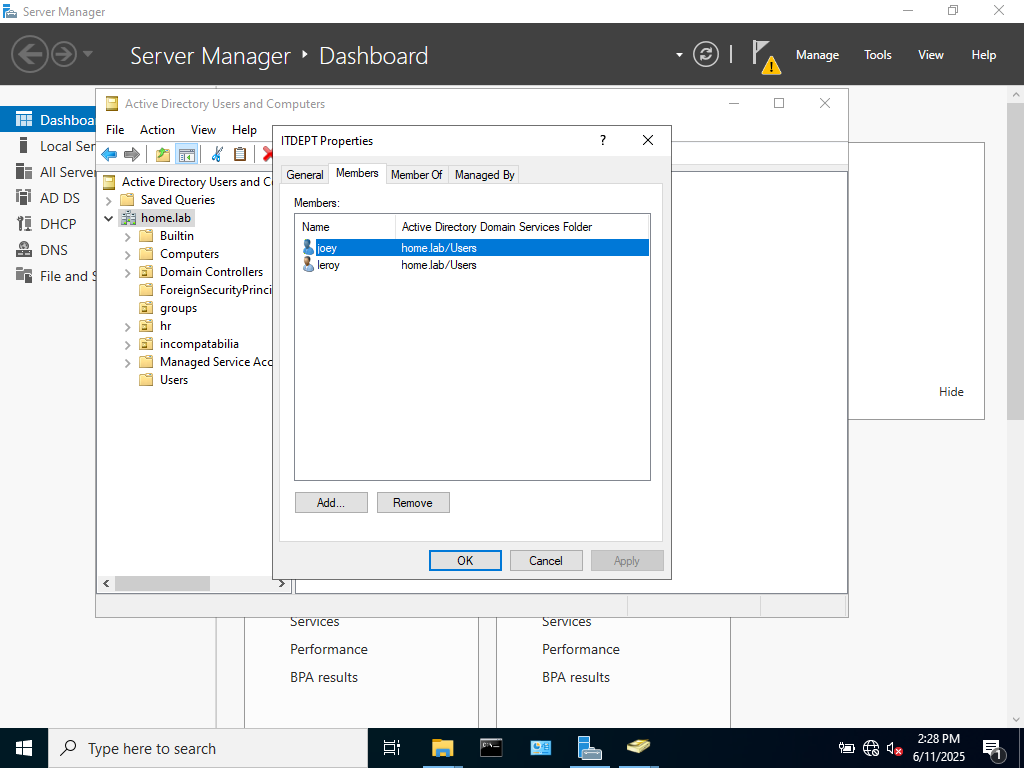 Server Manager
Server Manager • Dashboard
Manage Tools View Help
Dashboa
Local Ser
All Server
AD DS
DHCP
DNS
File and S
Active Directory Users and Computers
File Action View Help
Active Directory Users and C
Saved Queries
home.lab
Builtin
Computers
Domain Controllers
ForeignSecurityPrinci
groups
hr
incompatabilia
Managed Service Acc
Users
ITDEPT Properties
?
General Members Member Of Managed By
Members:
Name Active Directory Domain Services Folder
joey home.lab/Users
leroy home.lab/Users
Add... Remove
OK Cancel Apply
Hide
Services Services
Performance Performance
BPA results BPA results
Type here to search
2:28 PM
6/11/2025
1